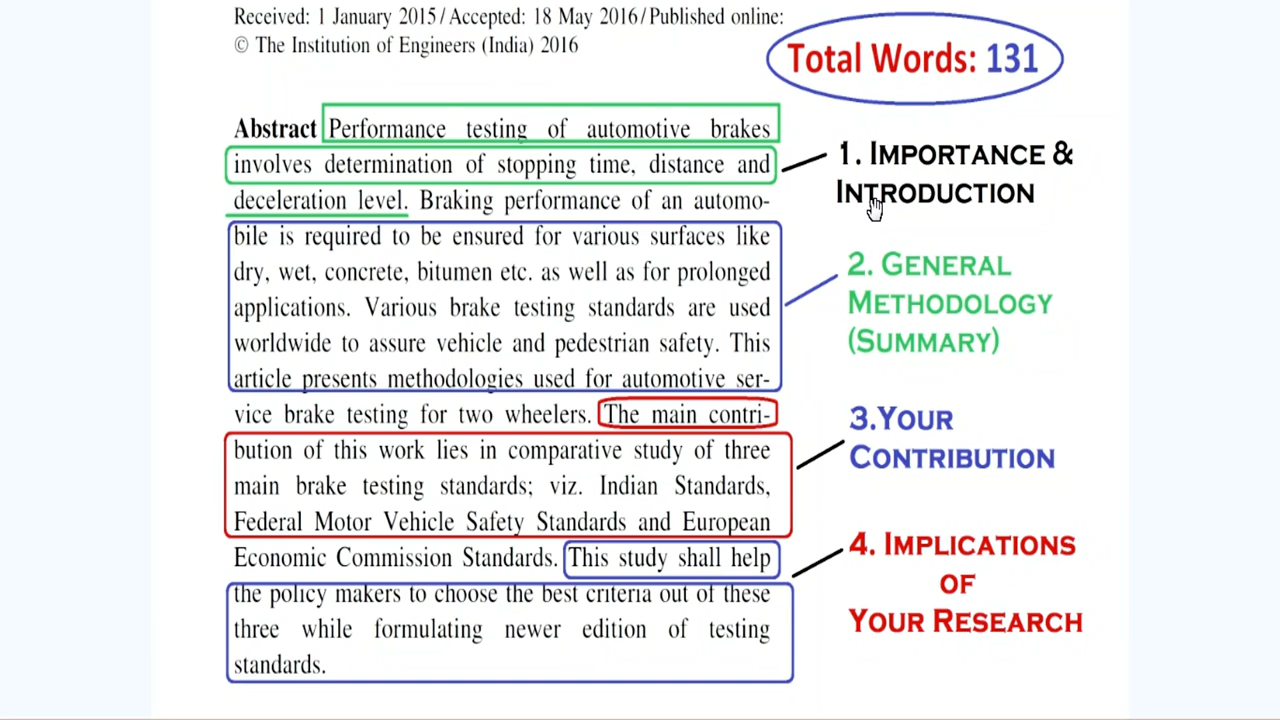 Received: 1 January 2015 / Accepted: 18 May 2016 / Published online:
© The Institution of Engineers (India) 2016
Total Words: 131
Abstract Performance testing of automotive brakes
involves determination of stopping time, distance and
deceleration level. Braking performance of an automo-
bile is required to be ensured for various surfaces like
dry, wet, concrete, bitumen etc. as well as for prolonged
applications. Various brake testing standards are used
worldwide to assure vehicle and pedestrian safety. This
article presents methodologies used for automotive ser-
vice brake testing for two wheelers. The main contri-
bution of this work lies in comparative study of three
main brake testing standards; viz. Indian Standards,
Federal Motor Vehicle Safety Standards and European
Economic Commission Standards. This study shall help
the policy makers to choose the best criteria out of these
three while formulating newer edition of testing
standards.
1. IMPORTANCE &
INTRODUCTION
2. GENERAL
METHODOLOGY
(SUMMARY)
3.YOUR
CONTRIBUTION
4. IMPLICATIONS
OF
YOUR RESEARCH